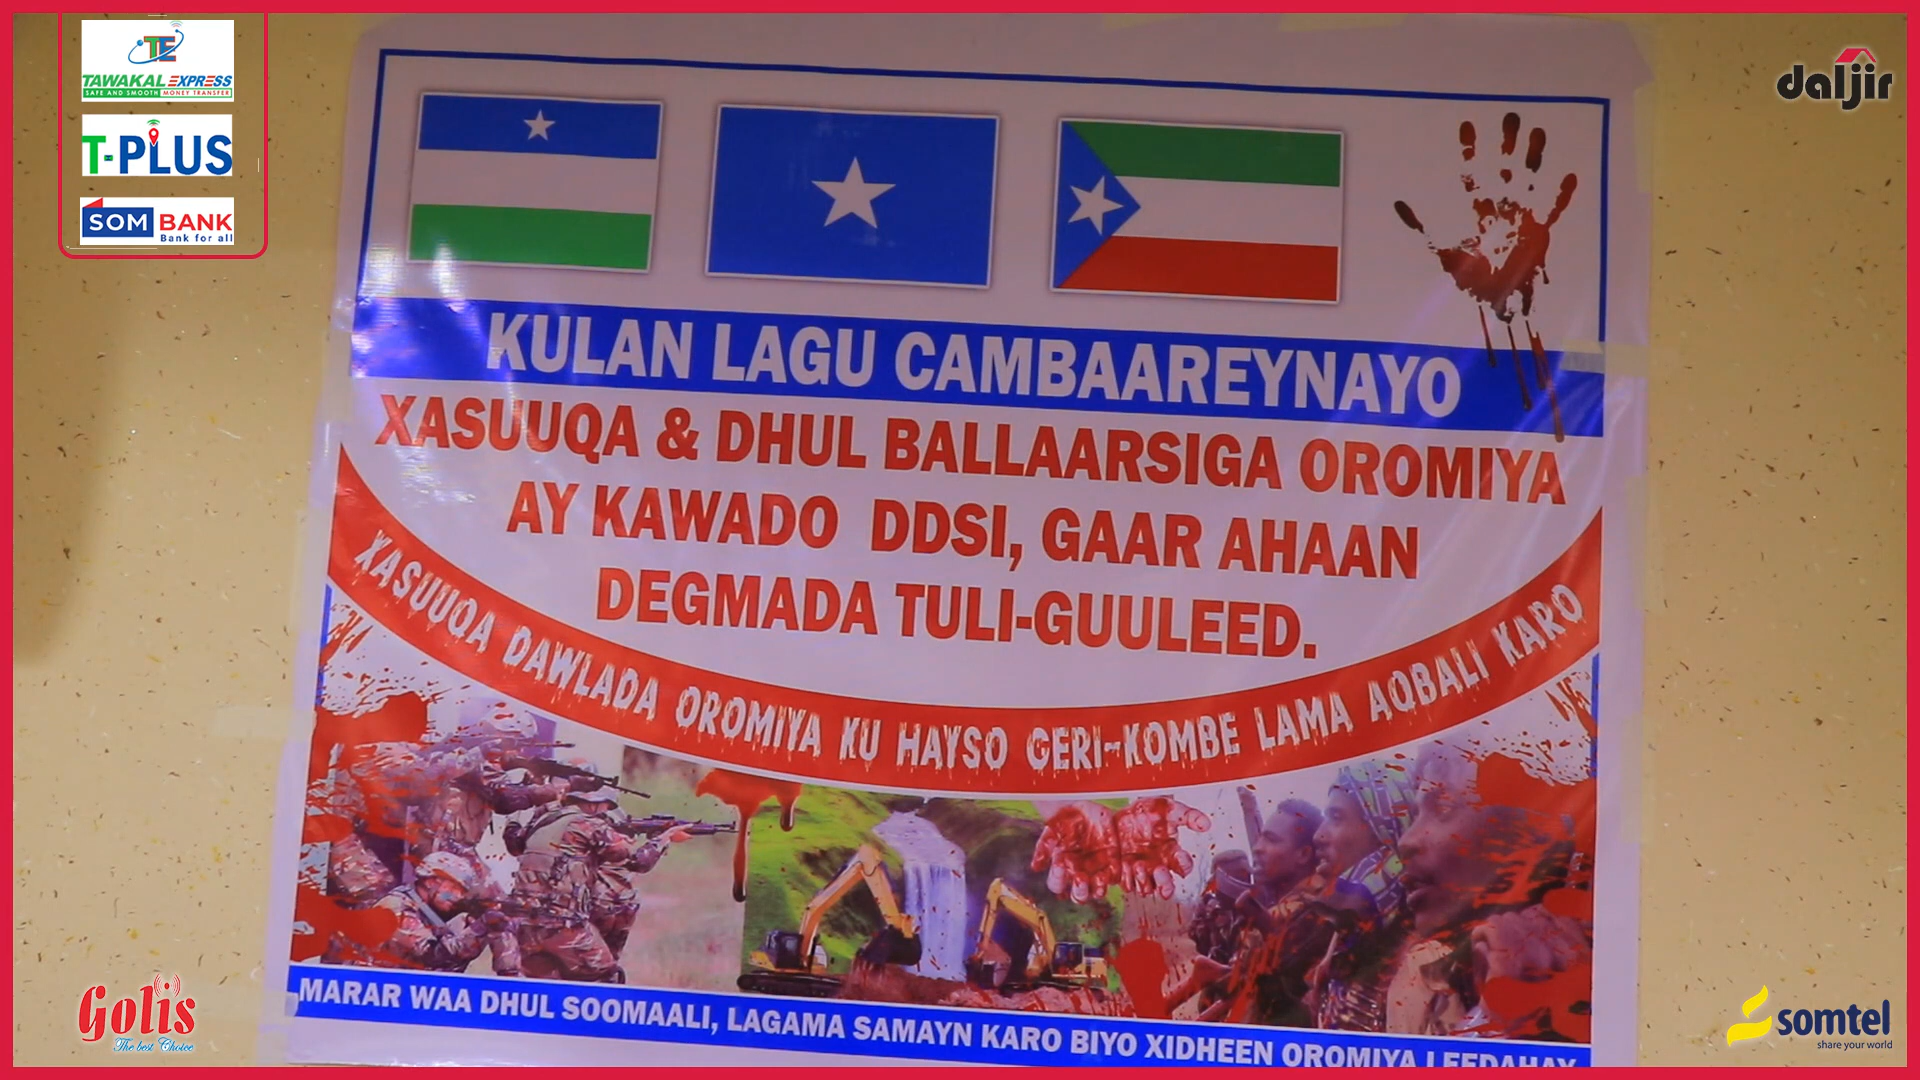 TE
TAWAKAL EXPRESS
SAFE AND SMOOTH MONEY TRANSFER
T-PLUS
SOM BANK
Bank for all
daljir
KULAN LAGU CAMBAAREYNAYO
XASUUQA & DHUL BALLAARSIGA OROMIYA
AY KAWADO DDSI, GAAR AHAAN
DEGMADA TULI-GUULEED.
XASUUQA DAWLADA OROMIYA KU HAYSO GERI-KOMBE LAMA AQBALI KARO
MARAR WAA DHUL SOOMAALI, LAGAMA SAMAYN KARO BIYO XIDHEEN OROMIYA LEEDAHAY
Golis
The best Choice
somtel
share your world